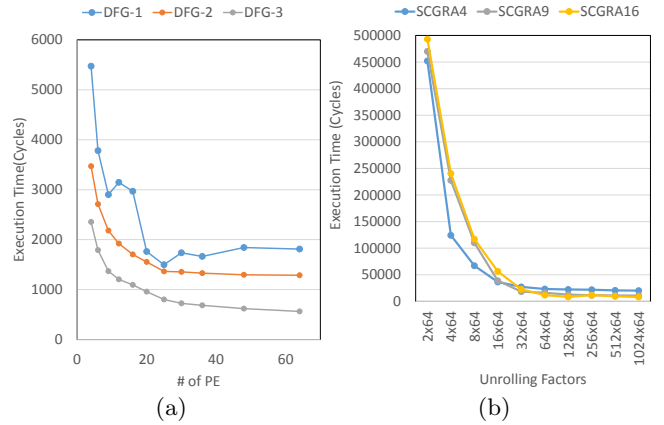 DFG-1 DFG-2 DFG-3
6000
5000
4000
3000
2000
1000
0
Execution Time(Cycles)
0 20 40 60 80
# of PE
(a)
SCGRA4 SCGRA9 SCGRA16
500000
450000
400000
350000
300000
250000
200000
150000
100000
50000
0
Execution Time (Cycles)
2x64
4x64
8x64
16x64
32x64
64x64
128x64
256x64
512x64
1024x64
Unrolling Factors
(b)